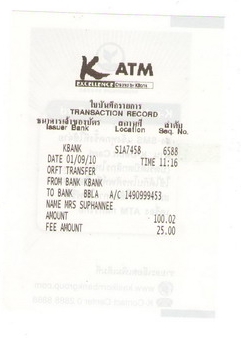 K ATM
EXCELLENCE
ใบบันทึกรายการ
TRANSACTION RECORD
ธนาคารเจ้าของบัตร สถานที่ ลำดับ
Issuer Bank Location Seq. No.
KBANK S1A7458 6588
DATE 01/09/10 TIME 11:16
ORFT TRANSFER
FROM BANK KBANK
TO BANK BBLA A/C 1490999453
NAME MRS SUPHANNEE
AMOUNT 100.02
FEE AMOUNT 25.00